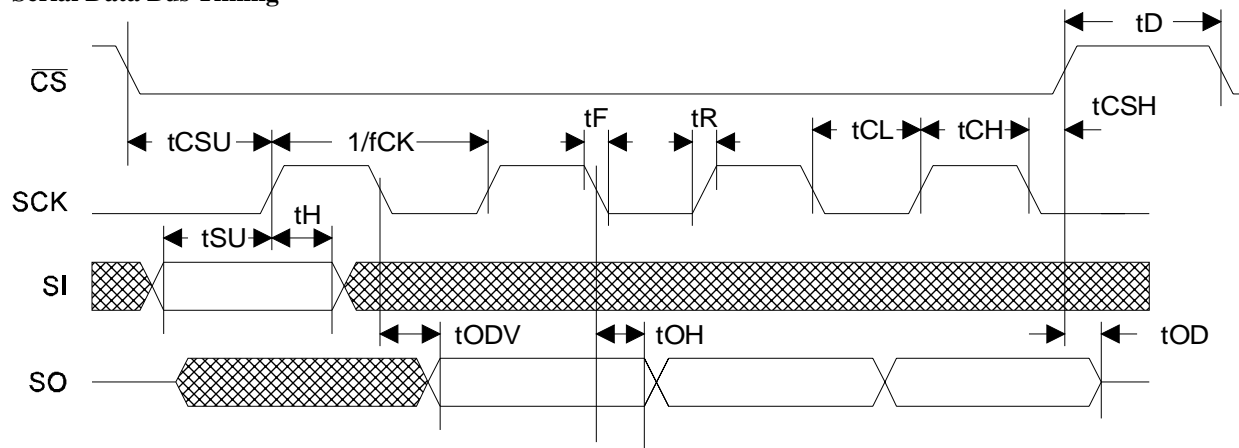 Serial Data Bus Timing
tD
CS
tCSH
tF
tR
tCL
tCH
tCSU
1/fCK
SCK
tH
tSU
SI
tODV
tOH
tOD
SO